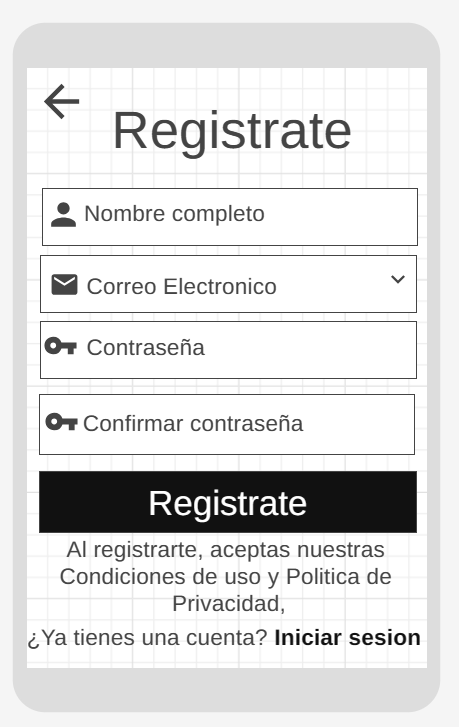 Registrate
Nombre completo
Correo Electronico
Contraseña
Confirmar contraseña
Registrate
Al registrarte, aceptas nuestras
Condiciones de uso y Politica de
Privacidad,
¿Ya tienes una cuenta? Iniciar sesion